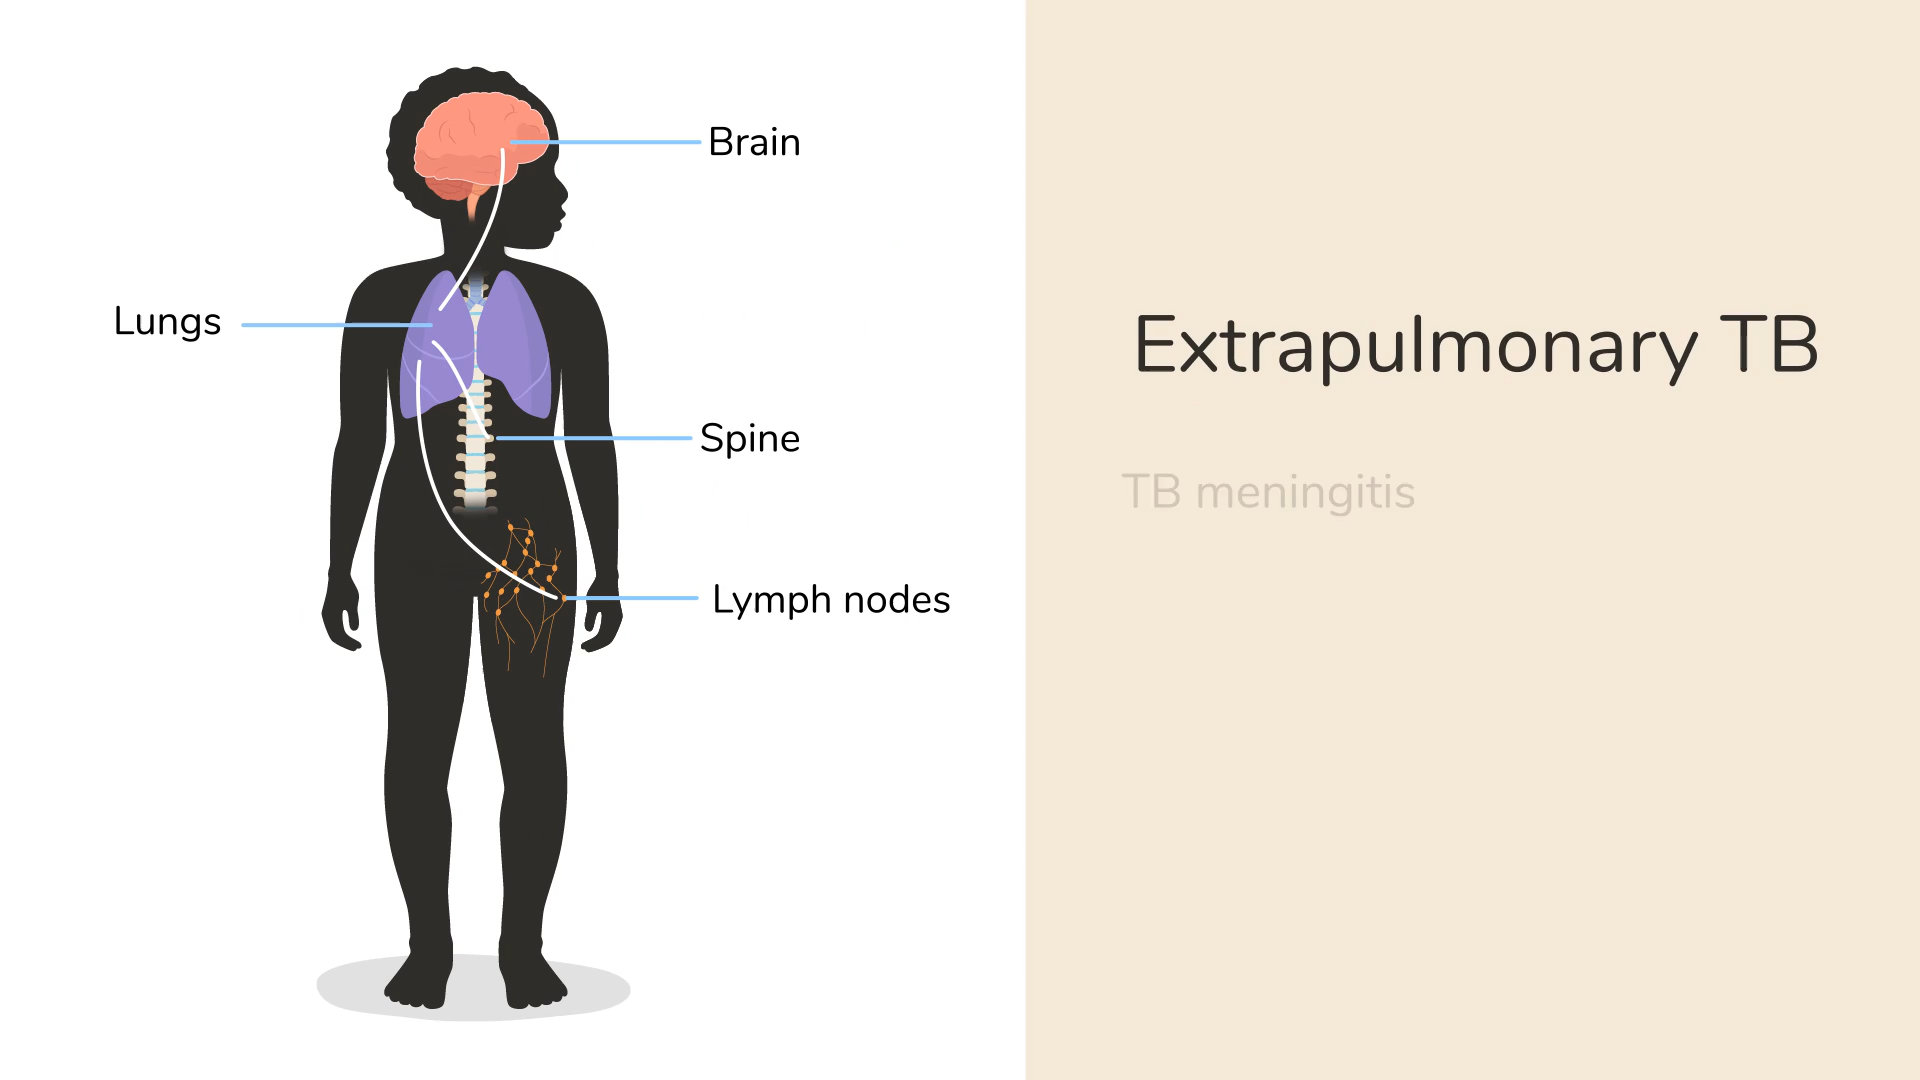 Brain
Lungs
Spine
Lymph nodes
Extrapulmonary TB
TB meningitis